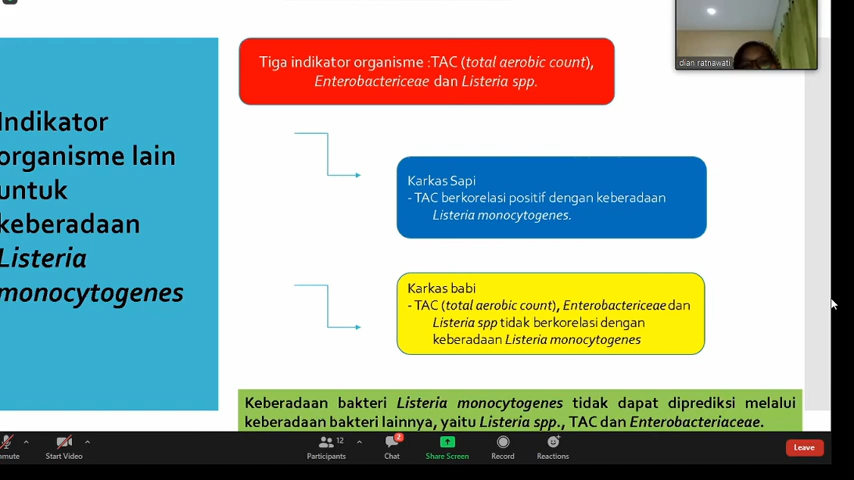 dian ratnawati
Tiga indikator organisme :TAC (total aerobic count),
Enterobactericeae dan Listeria spp.
Indikator
organisme lain
untuk
keberadaan
Listeria
monocytogenes
Karkas Sapi
- TAC berkorelasi positif dengan keberadaan
Listeria monocytogenes.
Karkas babi
- TAC (total aerobic count), Enterobactericeae dan
Listeria spp tidak berkorelasi dengan
keberadaan Listeria monocytogenes
Keberadaan bakteri Listeria monocytogenes tidak dapat diprediksi melalui
keberadaan bakteri lainnya, yaitu Listeria spp., TAC dan Enterobacteriaceae.
Start Video
Participants
12
Chat
2
Share Screen
Record
Reactions
Leave